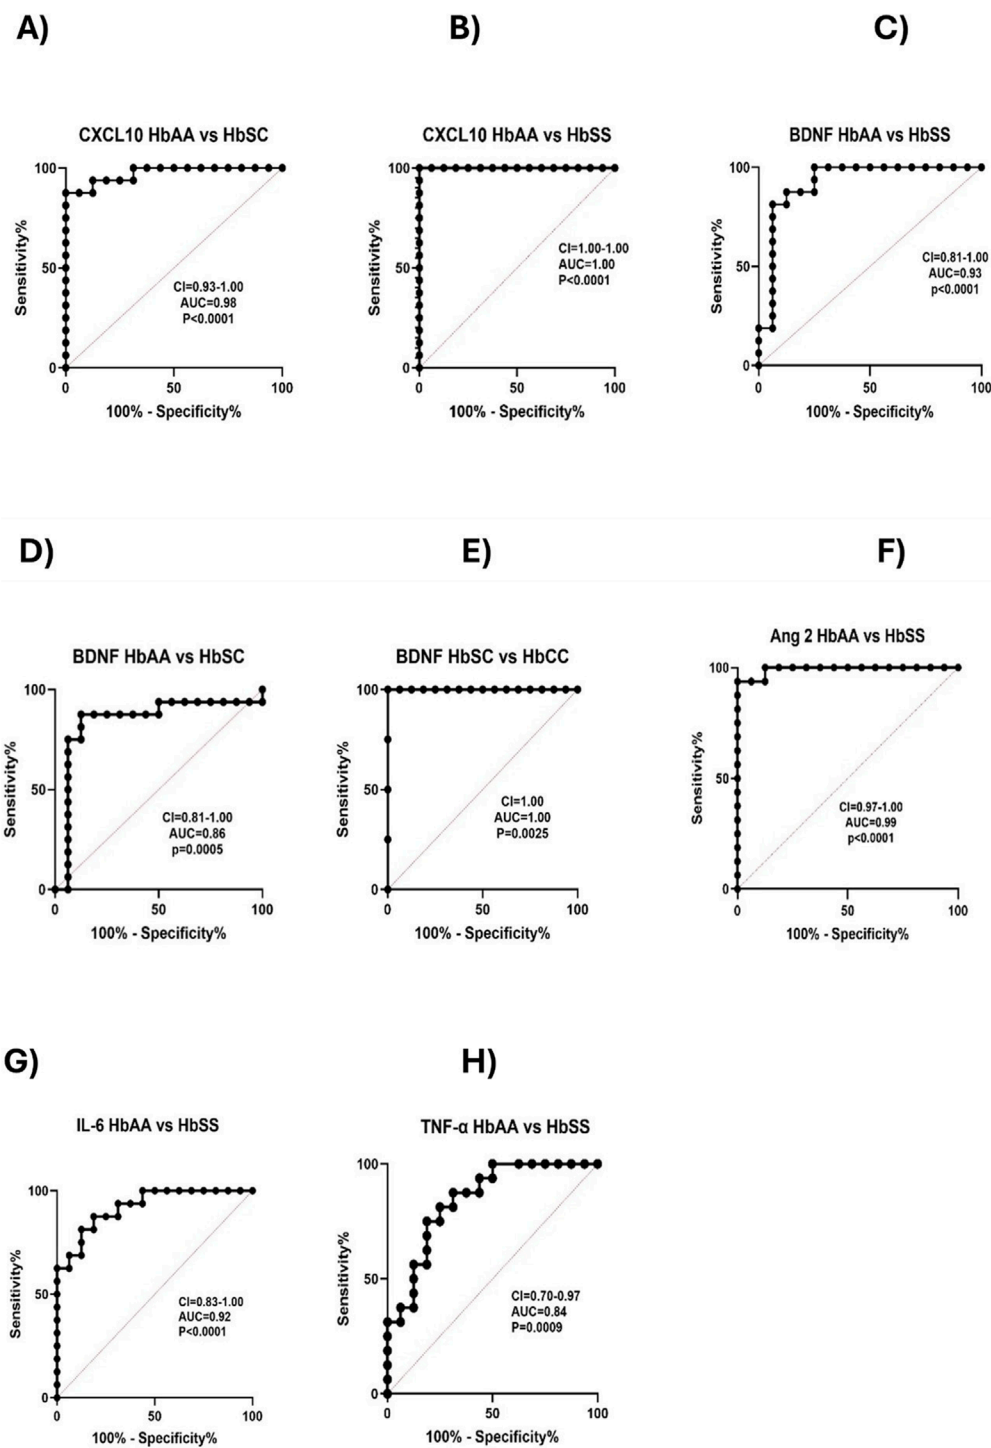 A)
B)
C)
CXCL10 HbAA vs HbSC
100
50
0
Sensitivity%
CI=0.93-1.00
AUC=0.98
P<0.0001
0 50 100
100% - Specificity%
CXCL10 HbAA vs HbSS
100
50
0
Sensitivity%
CI=1.00-1.00
AUC=1.00
P<0.0001
0 50 100
100% - Specificity%
BDNF HbAA vs HbSS
100
50
0
Sensitivity%
CI=0.81-1.00
AUC=0.93
p<0.0001
0 50 100
100% - Specificity%
D)
E)
F)
BDNF HbAA vs HbSC
100
50
0
Sensitivity%
CI=0.81-1.00
AUC=0.86
p=0.0005
0 50 100
100% - Specificity%
BDNF HbSC vs HbCC
100
50
0
Sensitivity%
CI=1.00
AUC=1.00
P=0.0025
0 50 100
100% - Specificity%
Ang 2 HbAA vs HbSS
100
50
0
Sensitivity%
CI=0.97-1.00
AUC=0.99
p<0.0001
0 50 100
100% - Specificity%
G)
H)
IL-6 HbAA vs HbSS
100
50
0
Sensitivity%
CI=0.83-1.00
AUC=0.92
P<0.0001
0 50 100
100% - Specificity%
TNF-α HbAA vs HbSS
100
50
0
Sensitivity%
CI=0.70-0.97
AUC=0.84
P=0.0009
0 50 100
100% - Specificity%